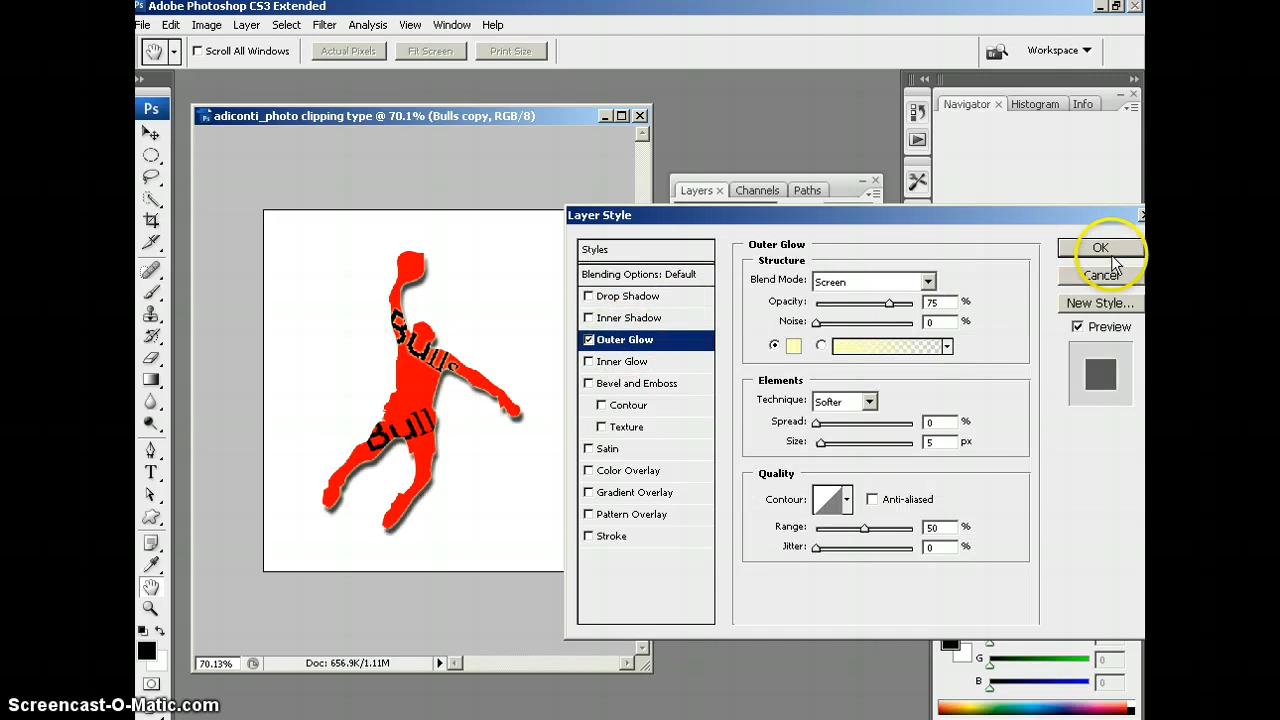 Adobe Photoshop CS3 Extended
File Edit Image Layer Select Filter Analysis View Window Help
Scroll All Windows Actual Pixels Fit Screen Print Size Workspace
Ps
adiconti_photo clipping type @ 70.1% (Bulls copy, RGB/8)
Navigator Histogram Info
Layers Channels Paths
Layer Style
Styles
Blending Options: Default
Drop Shadow
Inner Shadow
Outer Glow
Inner Glow
Bevel and Emboss
Contour
Texture
Satin
Color Overlay
Gradient Overlay
Pattern Overlay
Stroke
Outer Glow
Structure
Blend Mode: Screen
Opacity: 75 %
Noise: 0 %
Elements
Technique: Softer
Spread: 0 %
Size: 5 px
Quality
Contour: Anti-aliased
Range: 50 %
Jitter: 0 %
OK
Cancel
New Style...
Preview
Bulls
Bull
T
70.13% Doc: 656.9K/1.11M
G 0
B 0
Screencast-O-Matic.com